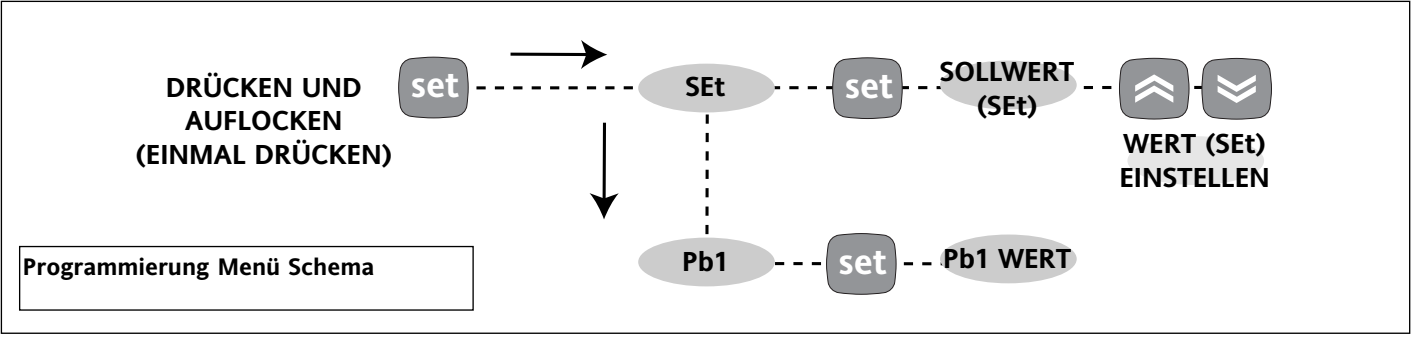 DRÜCKEN UND
AUFLOCKEN
(EINMAL DRÜCKEN)
set
SEt
set
SOLLWERT
(SEt)
WERT (SEt)
EINSTELLEN
Pb1
set
Pb1 WERT
Programmierung Menü Schema